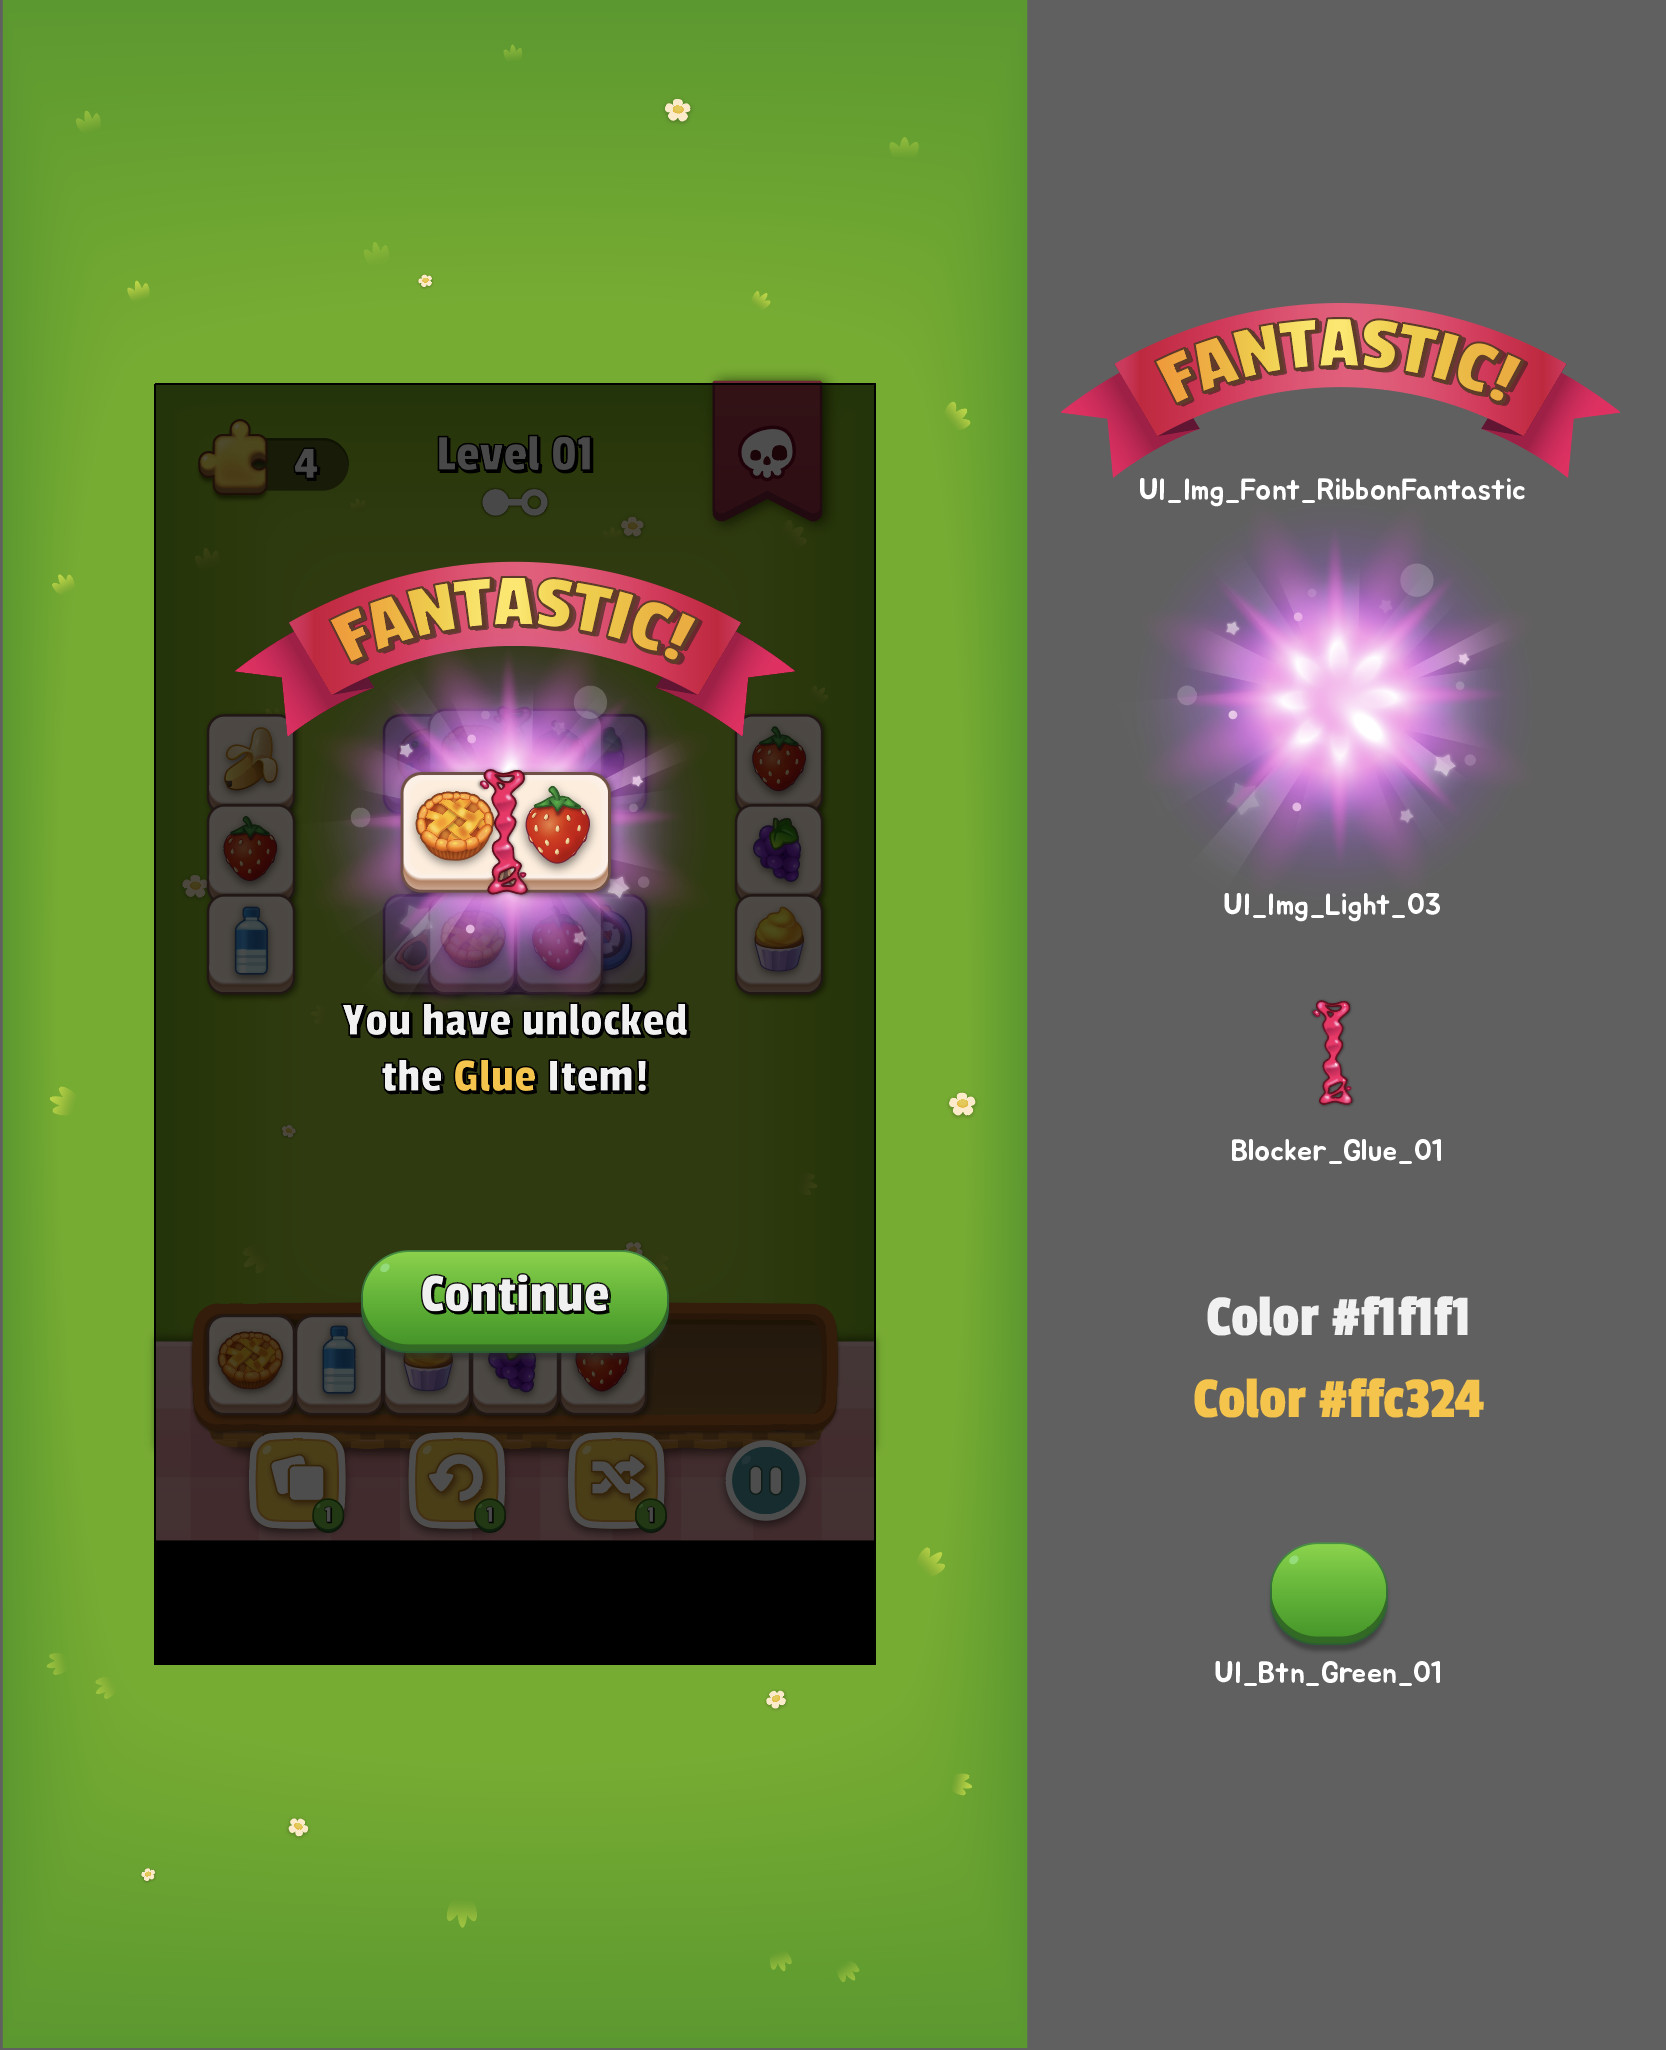 4
Level 01
FANTASTIC!
You have unlocked
the Glue Item!
Continue
1
1
1
FANTASTIC!
UI_Img_Font_RibbonFantastic
UI_Img_Light_03
Blocker_Glue_01
Color #f1f1f1
Color #ffc324
UI_Btn_Green_01